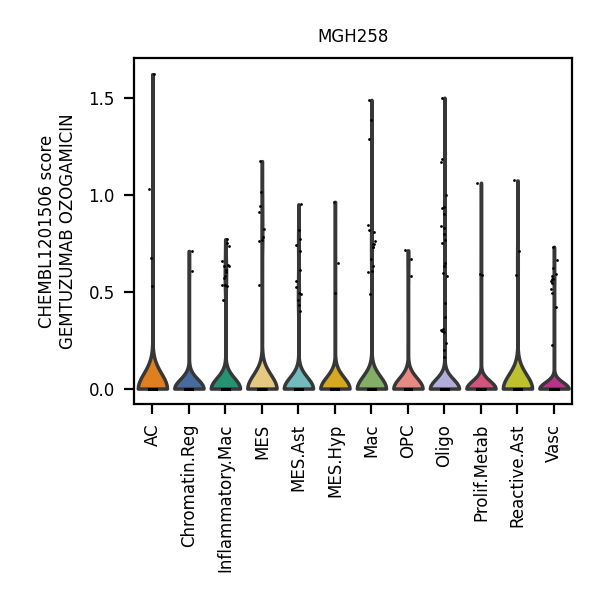 MGH258
CHEMBL1201506 score
GEMTUZUMAB OZOGAMICIN
1.5
1.0
0.5
0.0
AC
Chromatin.Reg
Inflammatory.Mac
MES
MES.Ast
MES.Hyp
Mac
OPC
Oligo
Prolif.Metab
Reactive.Ast
Vasc